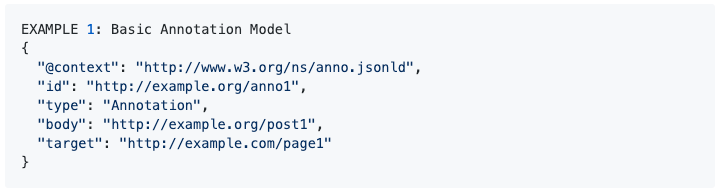 EXAMPLE 1: Basic Annotation Model
{
  "@context": "http://www.w3.org/ns/anno.jsonld",
  "id": "http://example.org/anno1",
  "type": "Annotation",
  "body": "http://example.org/post1",
  "target": "http://example.com/page1"
}